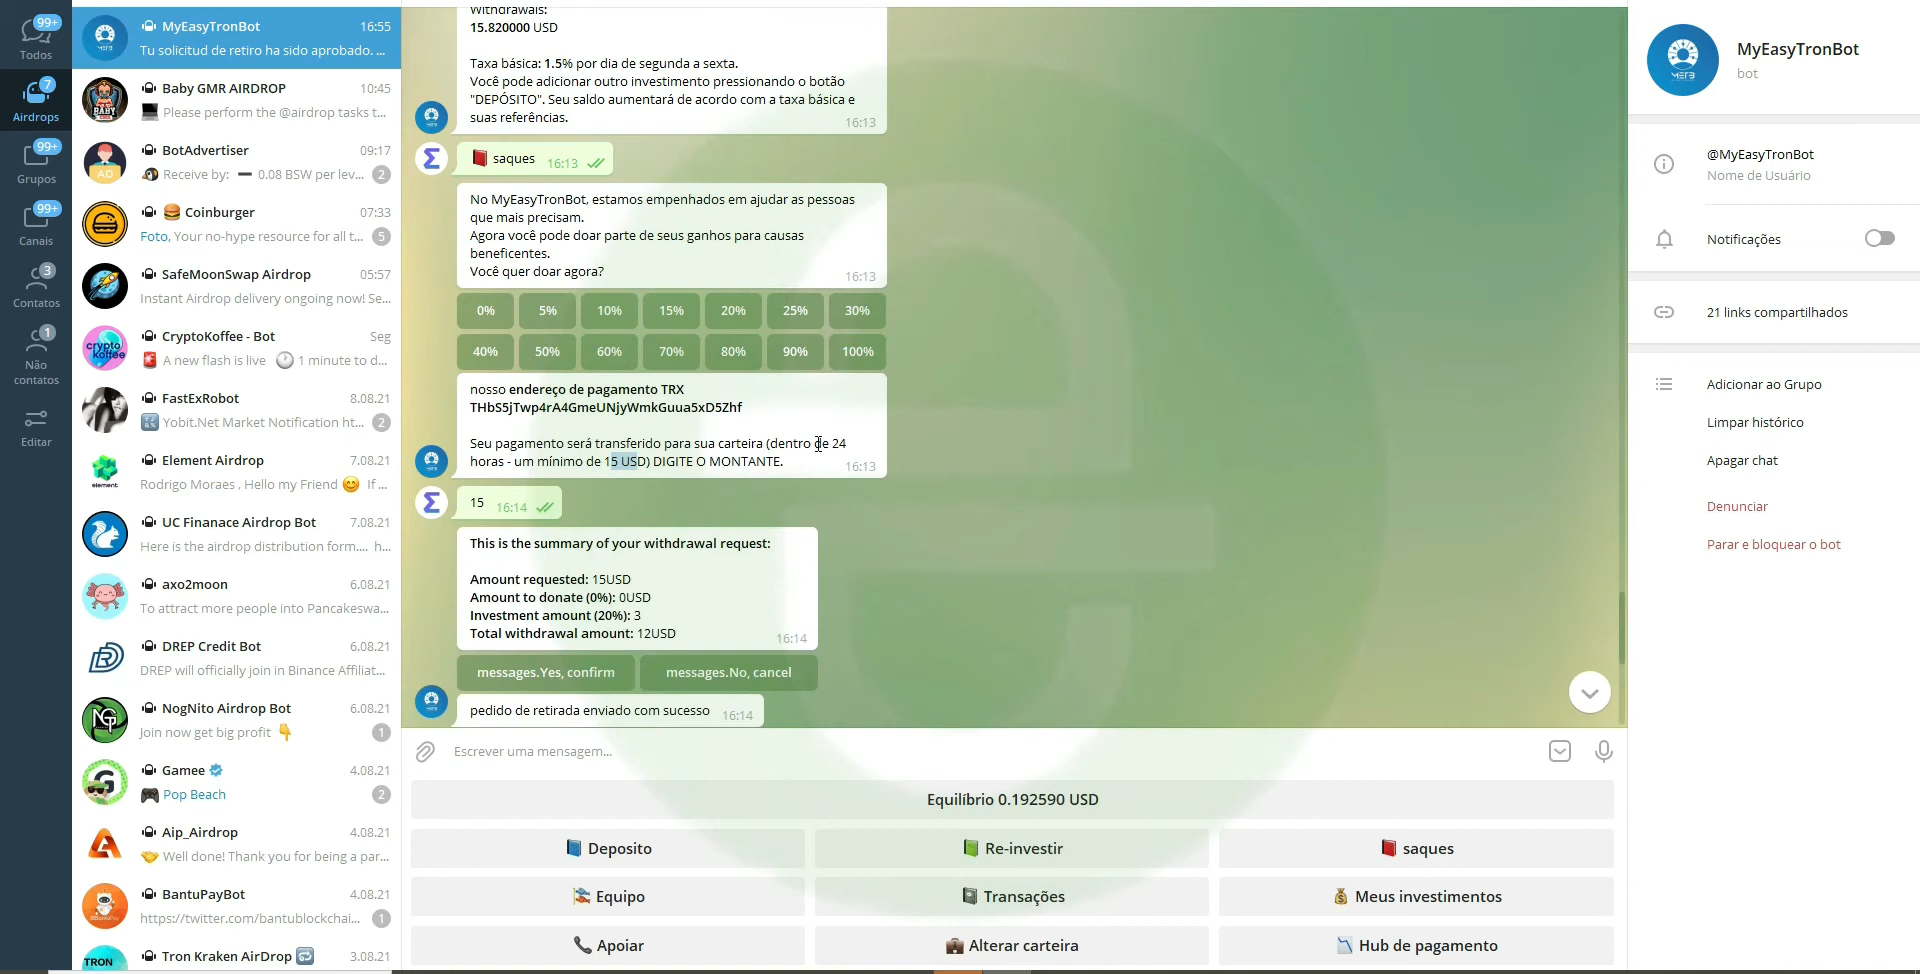 99+
Todos
7
Airdrops
99+
Grupos
99+
Canais
3
Contatos
1
Não
contatos
Editar
MyEasyTronBot 16:55
Tu solicitud de retiro ha sido aprobado. ...
Baby GMR AIRDROP 10:45
Please perform the @airdrop tasks t...
BotAdvertiser 09:17
Receive by: ➖ 0.08 BSW per lev... 2
AD
Coinburger 07:33
Foto, Your no-hype resource for all t... 5
SafeMoonSwap Airdrop 05:57
Instant Airdrop delivery ongoing now! Se...
CryptoKoffee - Bot Seg
A new flash is live 1 minute to d...
crypto
koffee
FastExRobot 8.08.21
Yobit.Net Market Notification ht... 2
Element Airdrop 7.08.21
Rodrigo Moraes , Hello my Friend 😊 If ...
element
UC Finanace Airdrop Bot 7.08.21
Here is the airdrop distribution form.... h...
axo2moon 6.08.21
To attract more people into Pancakeswa...
DREP Credit Bot 6.08.21
DREP will officially join in Binance Affiliat...
NogNito Airdrop Bot 6.08.21
Join now get big profit 👇 1
Gamee 4.08.21
Pop Beach 2
Aip_Airdrop 4.08.21
Well done! Thank you for being a par...
BantuPayBot 4.08.21
https://twitter.com/bantublockchai... 1
Tron Kraken AirDrop 3.08.21
TRON
Withdrawals:
15.820000 USD
Taxa básica: 1.5% por dia de segunda a sexta.
Você pode adicionar outro investimento pressionando o botão
"DEPÓSITO". Seu saldo aumentará de acordo com a taxa básica e
suas referências. 16:13
saques 16:13
No MyEasyTronBot, estamos empenhados em ajudar as pessoas
que mais precisam.
Agora você pode doar parte de seus ganhos para causas
beneficentes.
Você quer doar agora? 16:13
0% 5% 10% 15% 20% 25% 30%
40% 50% 60% 70% 80% 90% 100%
nosso endereço de pagamento TRX
THbS5jTwp4rA4GmeUNjyWmkGuua5xD5Zhf
Seu pagamento será transferido para sua carteira (dentro de 24
horas - um mínimo de 15 USD) DIGITE O MONTANTE. 16:13
15 16:14
This is the summary of your withdrawal request:
Amount requested: 15USD
Amount to donate (0%): 0USD
Investment amount (20%): 3
Total withdrawal amount: 12USD 16:14
messages.Yes, confirm messages.No, cancel
pedido de retirada enviado com sucesso 16:14
Escrever uma mensagem...
Equilíbrio 0.192590 USD
Deposito Re-investir saques
Equipo Transações Meus investimentos
Apoiar Alterar carteira Hub de pagamento
MyEasyTronBot
bot
@MyEasyTronBot
Nome de Usuário
Notificações
21 links compartilhados
Adicionar ao Grupo
Limpar histórico
Apagar chat
Denunciar
Parar e bloquear o bot